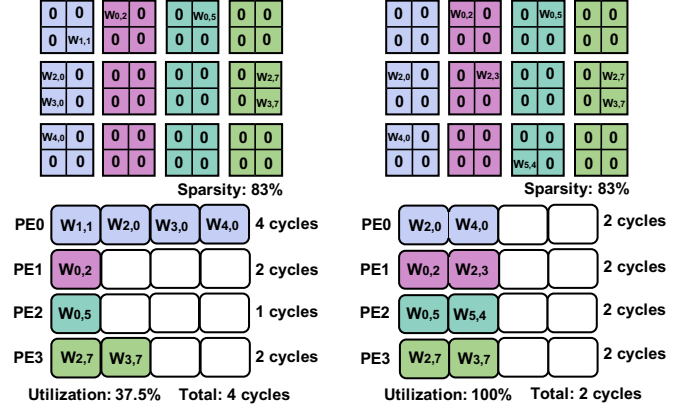 0 0 W0,2 0 0 W0,5 0 0
0 W1,1 0 0 0 0 0 0
W2,0 0 0 0 0 0 0 W2,7
W3,0 0 0 0 0 0 0 W3,7
W4,0 0 0 0 0 0 0 0
0 0 0 0 0 0 0 0
Sparsity: 83%
PE0 W1,1 W2,0 W3,0 W4,0 4 cycles
PE1 W0,2 2 cycles
PE2 W0,5 1 cycles
PE3 W2,7 W3,7 2 cycles
Utilization: 37.5% Total: 4 cycles
0 0 W0,2 0 0 W0,5 0 0
0 0 0 0 0 0 0 0
W2,0 0 0 W2,3 0 0 0 W2,7
0 0 0 0 0 0 0 W3,7
W4,0 0 0 0 0 0 0 0
0 0 0 0 W5,4 0 0 0
Sparsity: 83%
PE0 W2,0 W4,0 2 cycles
PE1 W0,2 W2,3 2 cycles
PE2 W0,5 W5,4 2 cycles
PE3 W2,7 W3,7 2 cycles
Utilization: 100% Total: 2 cycles